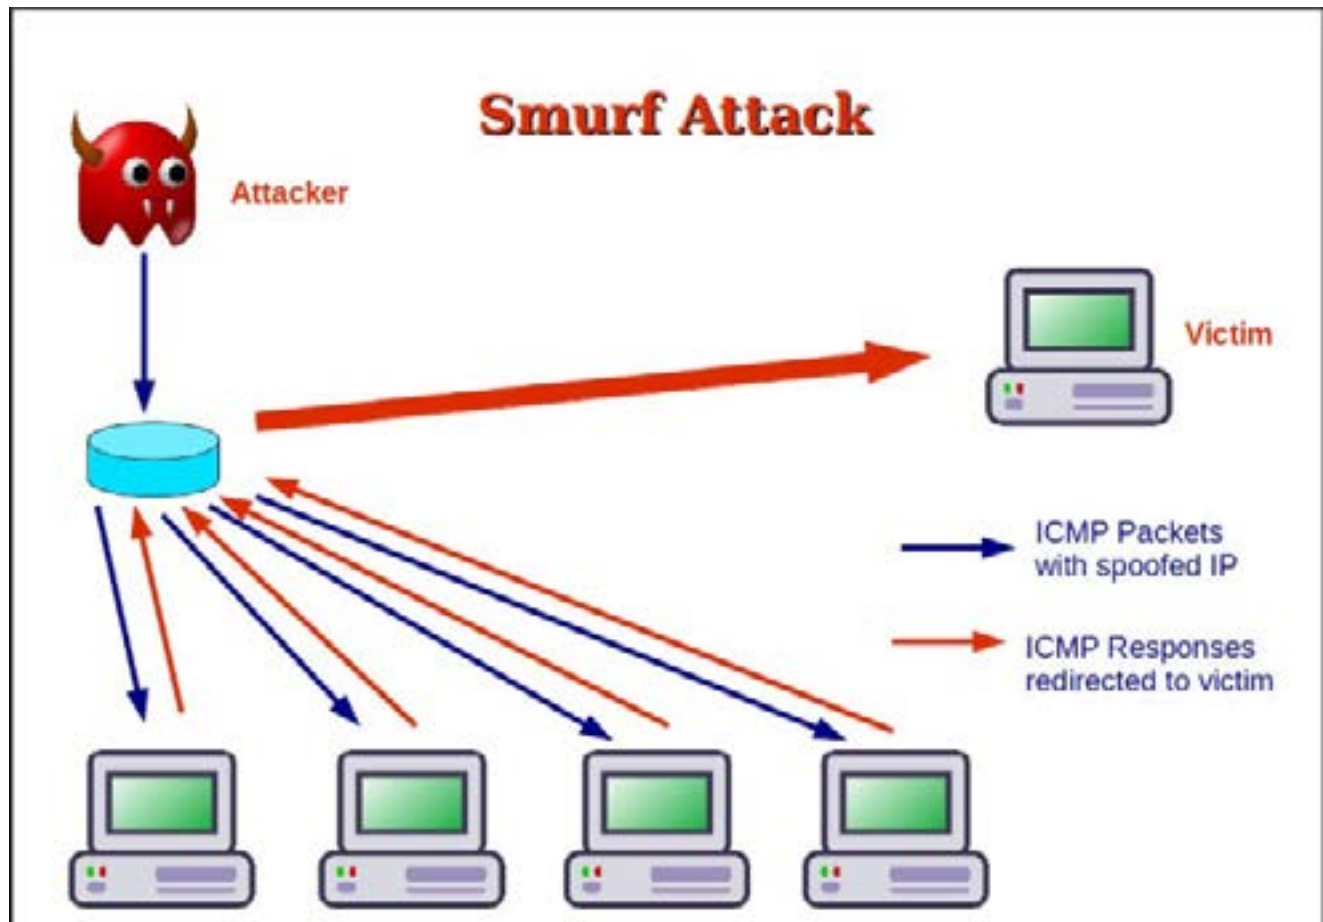 Smurf Attack
Attacker
Victim
ICMP Packets
with spoofed IP
ICMP Responses
redirected to victim